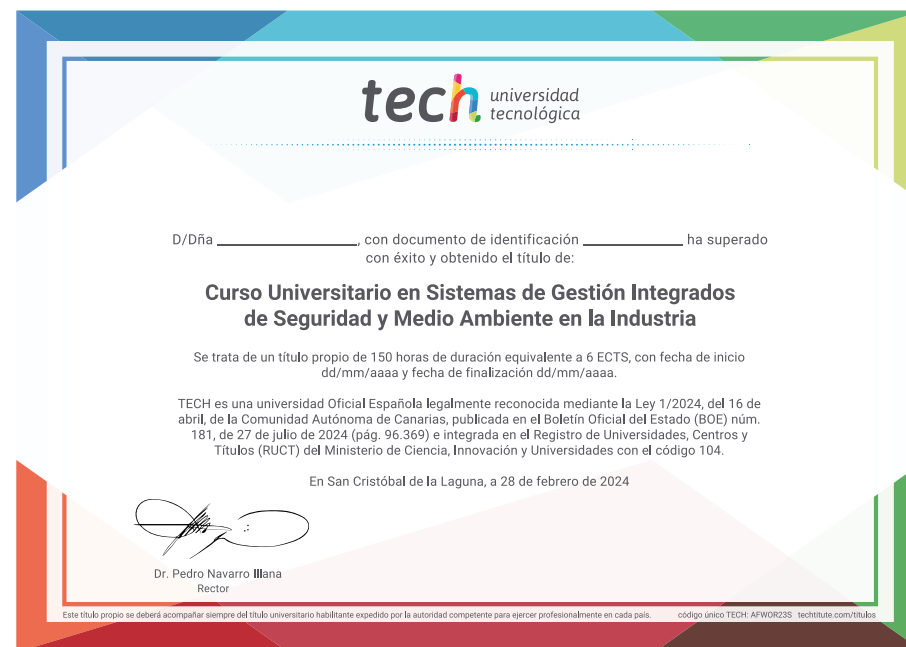 tech universidad
tecnológica
D/Dña ____________________, con documento de identificación ______________ ha superado
con éxito y obtenido el título de:
Curso Universitario en Sistemas de Gestión Integrados
de Seguridad y Medio Ambiente en la Industria
Se trata de un título propio de 150 horas de duración equivalente a 6 ECTS, con fecha de inicio
dd/mm/aaaa y fecha de finalización dd/mm/aaaa.
TECH es una universidad Oficial Española legalmente reconocida mediante la Ley 1/2024, del 16 de
abril, de la Comunidad Autónoma de Canarias, publicada en el Boletín Oficial del Estado (BOE) núm.
181, de 27 de julio de 2024 (pág. 96.369) e integrada en el Registro de Universidades, Centros y
Títulos (RUCT) del Ministerio de Ciencia, Innovación y Universidades con el código 104.
En San Cristóbal de la Laguna, a 28 de febrero de 2024
Dr. Pedro Navarro Illana
Rector
Este título propio se deberá acompañar siempre del título universitario habilitante expedido por la autoridad competente para ejercer profesionalmente en cada país. código único TECH: AFWOR23S techtitute.com/titulos